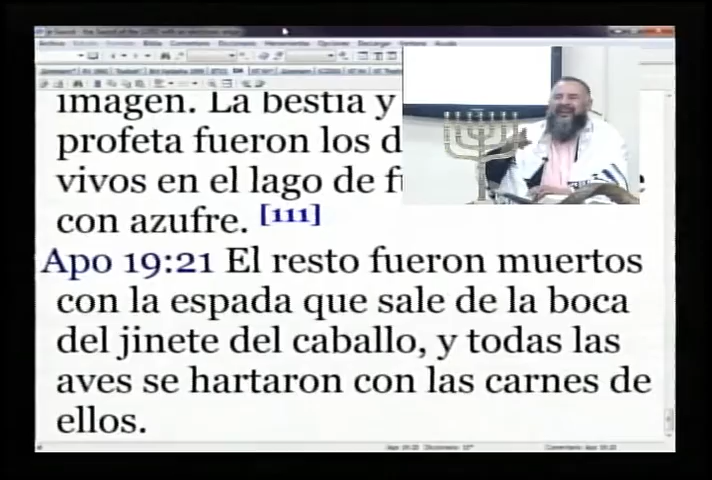 imagen. La bestia y
profeta fueron los d
vivos en el lago de f
con azufre. [111]
Apo 19:21 El resto fueron muertos
con la espada que sale de la boca
del jinete del caballo, y todas las
aves se hartaron con las carnes de
ellos.